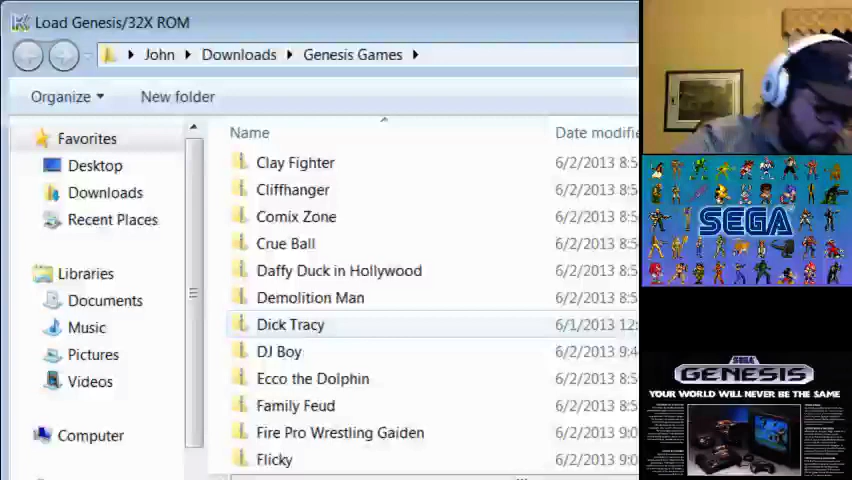 Load Genesis/32X ROM
John Downloads Genesis Games
Organize New folder
Favorites
Desktop
Downloads
Recent Places
Libraries
Documents
Music
Pictures
Videos
Computer
Name Date modifie
Clay Fighter 6/2/2013 8:5
Cliffhanger 6/2/2013 8:5
Comix Zone 6/2/2013 8:5
Crue Ball 6/2/2013 8:5
Daffy Duck in Hollywood 6/2/2013 8:5
Demolition Man 6/2/2013 8:5
Dick Tracy 6/1/2013 12:
DJ Boy 6/2/2013 9:4
Ecco the Dolphin 6/2/2013 8:5
Family Feud 6/2/2013 8:5
Fire Pro Wrestling Gaiden 6/2/2013 9:0
Flicky 6/2/2013 9:0
SEGA
SEGA
GENESIS
YOUR WORLD WILL NEVER BE THE SAME